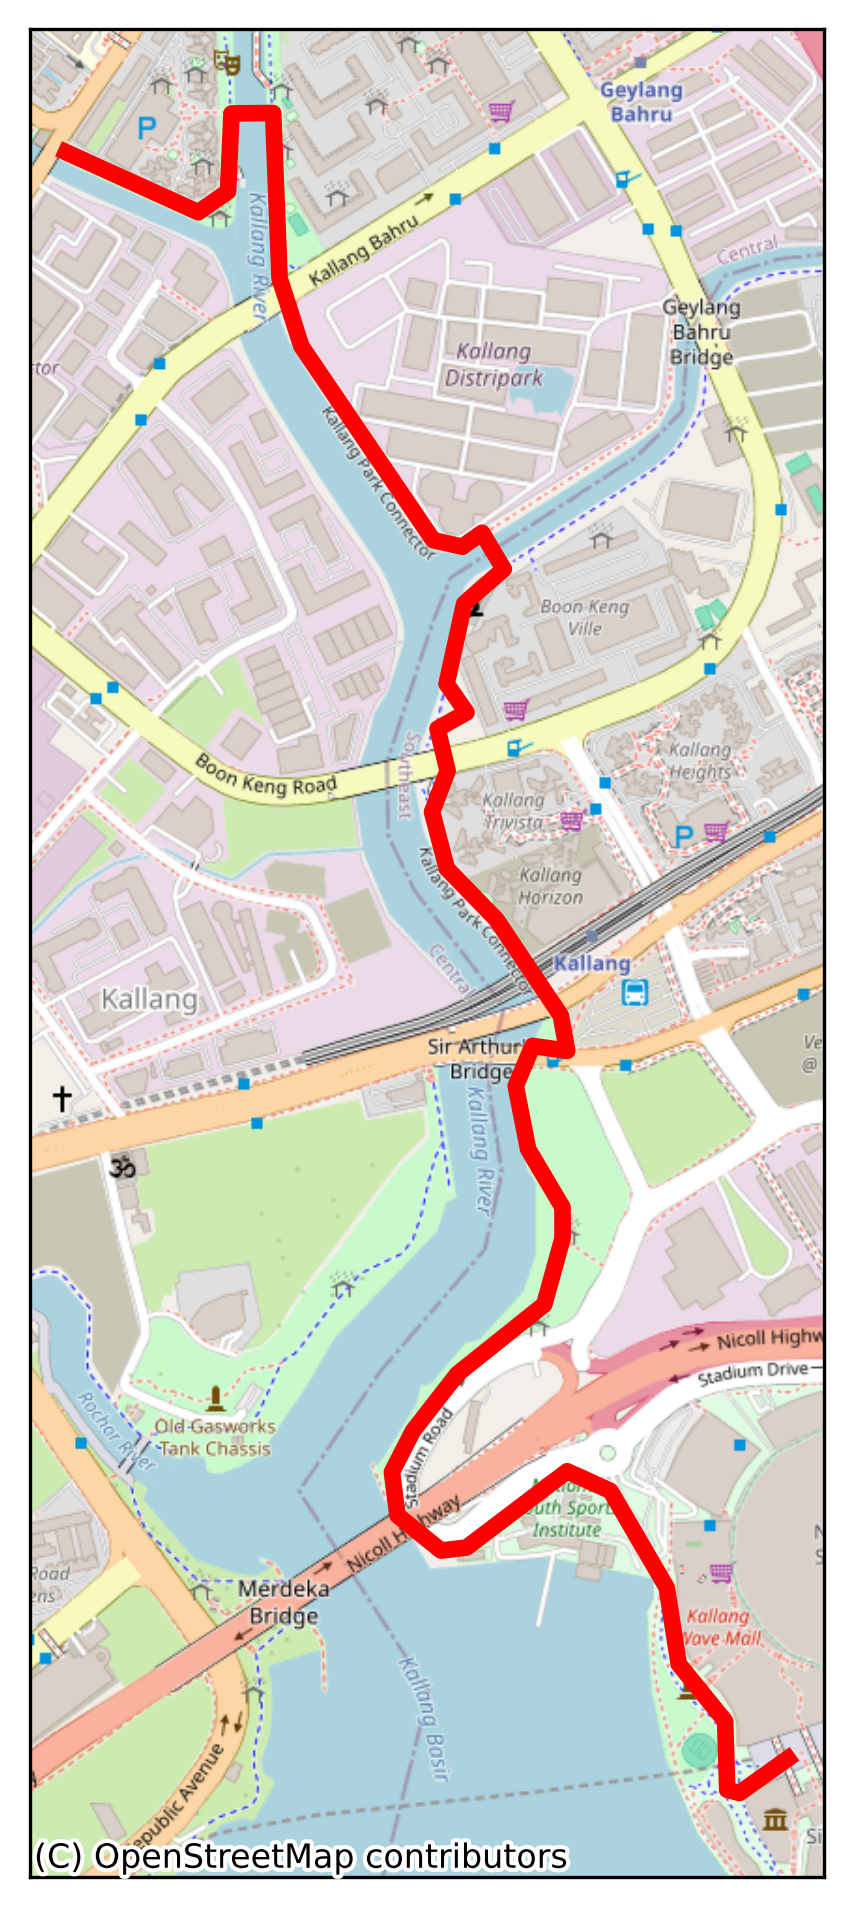 P
Geylang
Bahru
Kallang River
Kallang Bahru
Central
Geylang
Bahru
Bridge
Kallang
Distripark
tor
Kallang Park Connector
Boon Keng
Ville
Southeast
Boon Keng Road
Kallang
Heights
Kallang
Trivista
P
Kallang Park Connector
Kallang
Horizon
Central
Kallang
Kallang
Sir Arthur
Bridge
Ve
@
Kallang River
Nicoll Highw
Stadium Drive
Rochor River
Old Gasworks
Tank Chassis
Stadium Road
Nicoll Highway
outh Sport
Institute
Road
ens
Merdeka
Bridge
Kallang
Wave Mall
N
S
Kallang Basin
epublic Avenue
Si
(C) OpenStreetMap contributors